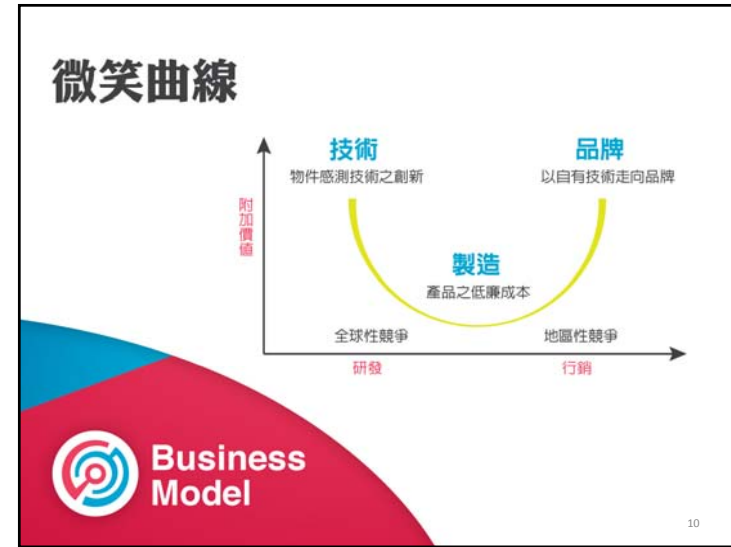 微笑曲線
技術
物件感測技術之創新
品牌
以自有技術走向品牌
附加價值
製造
產品之低廉成本
全球性競爭
地區性競爭
研發
行銷
Business
Model
10